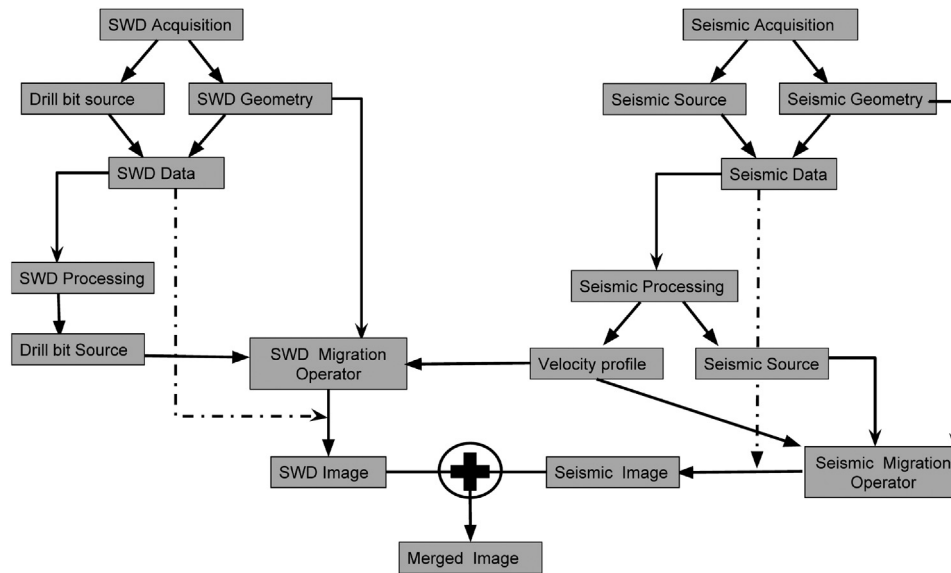 SWD Acquisition
Seismic Acquisition
Drill bit source
SWD Geometry
Seismic Source
Seismic Geometry
SWD Data
Seismic Data
SWD Processing
Seismic Processing
Drill bit Source
SWD Migration
Operator
Velocity profile
Seismic Source
SWD Image
Seismic Image
Seismic Migration
Operator
Merged Image